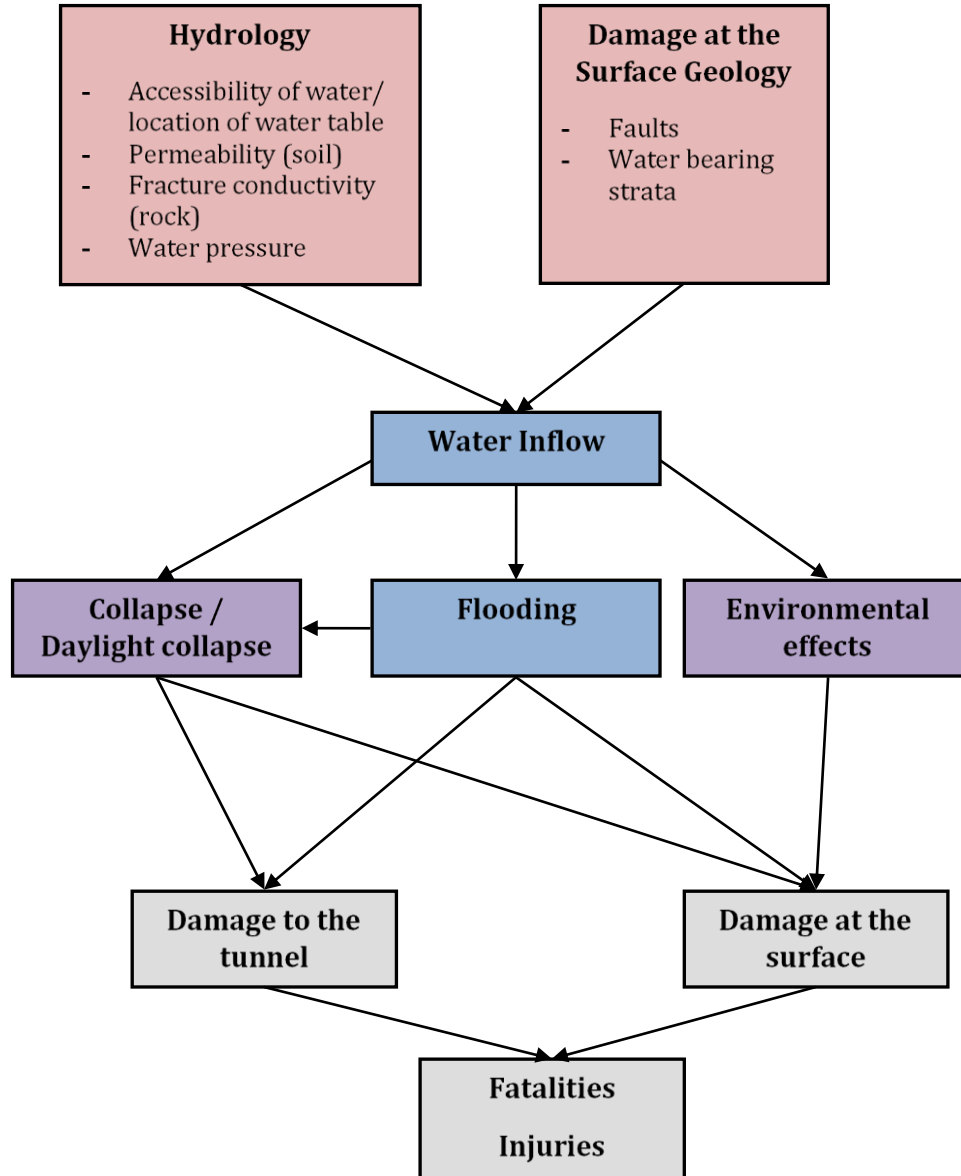 Hydrology
- Accessibility of water/
location of water table
- Permeability (soil)
- Fracture conductivity
(rock)
- Water pressure
Damage at the
Surface Geology
- Faults
- Water bearing
strata
Water Inflow
Collapse /
Daylight collapse
Flooding
Environmental
effects
Damage to the
tunnel
Damage at the
surface
Fatalities
Injuries